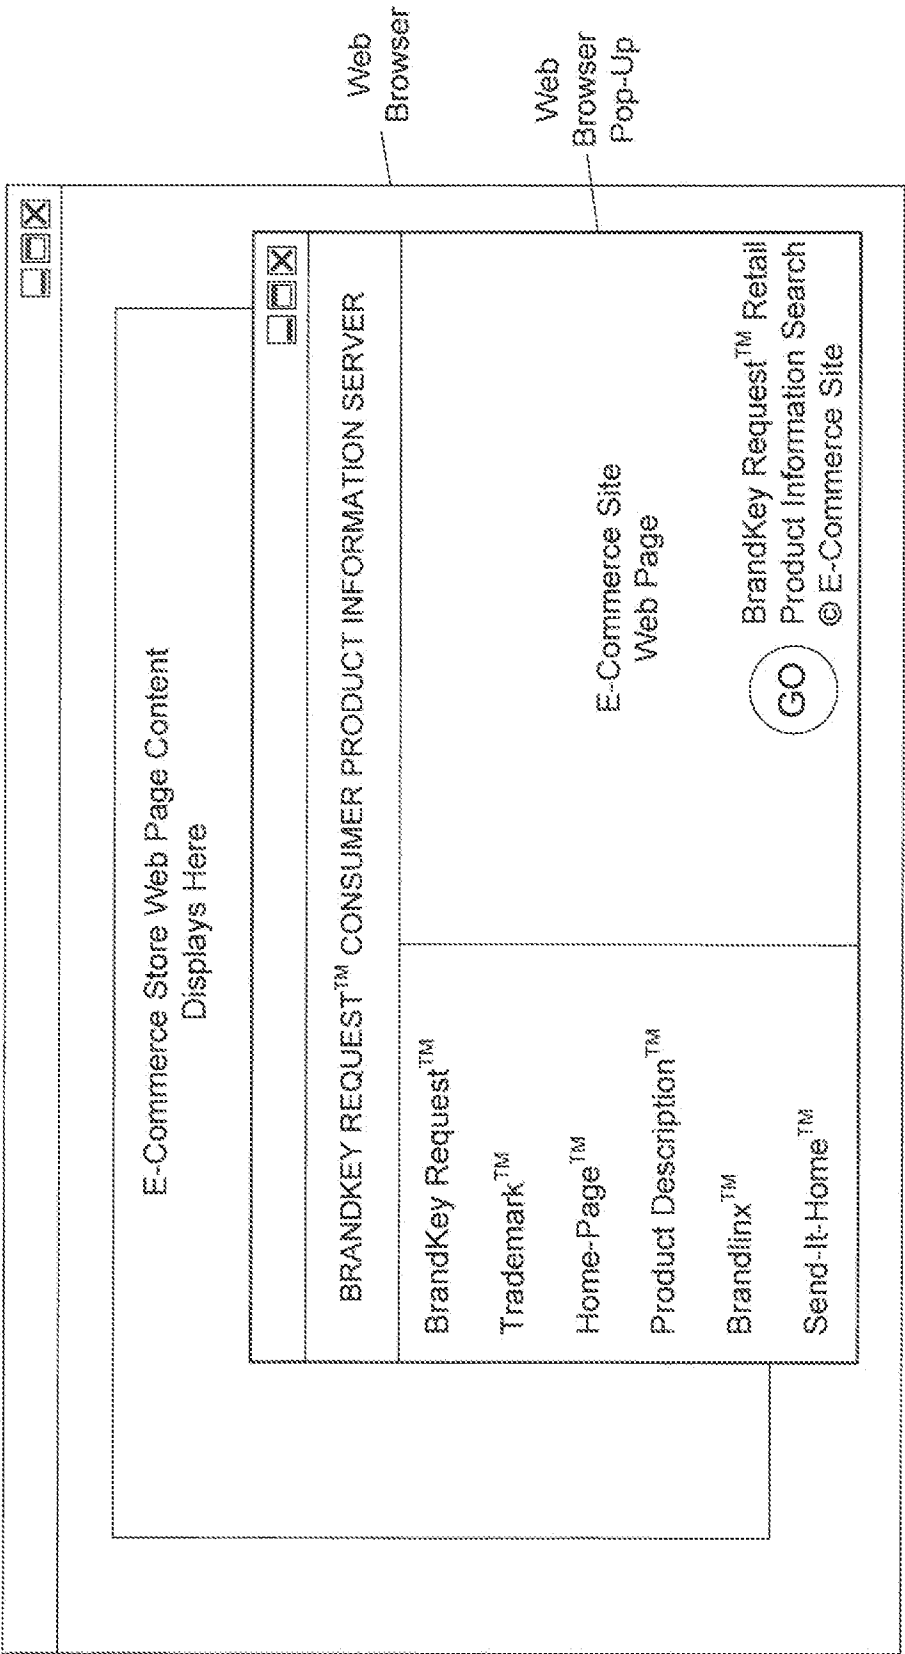 E-Commerce Store Web Page Content
Displays Here
BRANDKEY REQUEST™ CONSUMER PRODUCT INFORMATION SERVER
BrandKey Request™
Trademark™
Home-Page™
Product Description™
Brandlinx™
Send-It-Home™
E-Commerce Site
Web Page
GO
BrandKey Request™ Retail
Product Information Search
© E-Commerce Site
Web
Browser
Web
Browser
Pop-Up